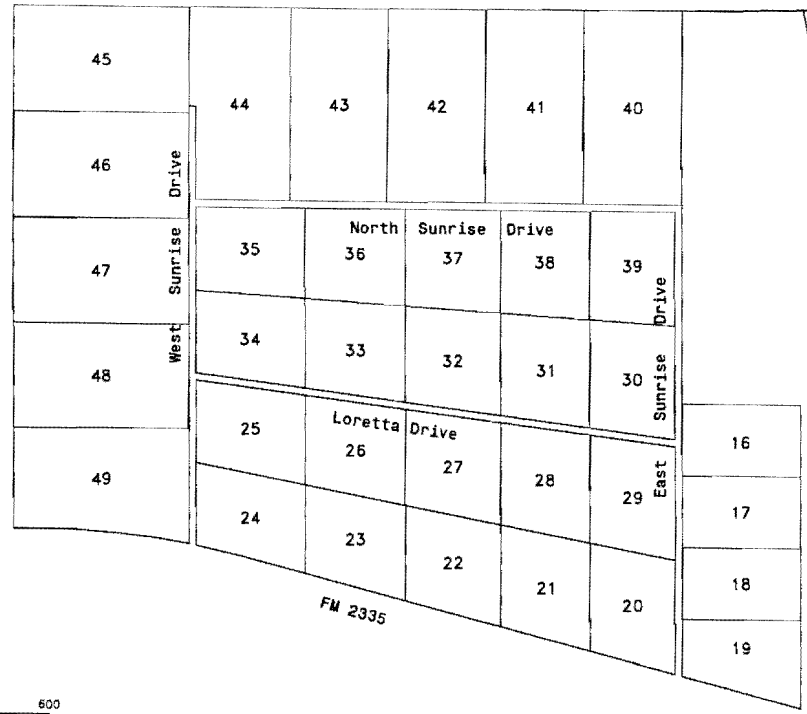 45
44 43 42 41 40
46
West Sunrise Drive
North Sunrise Drive
35 36 37 38 39
47
East Sunrise Drive
34 33 32 31 30
48
Loretta Drive
25 26 27 28 29
16
49
24 23 22 21 20
17
18
19
FM 2335
600